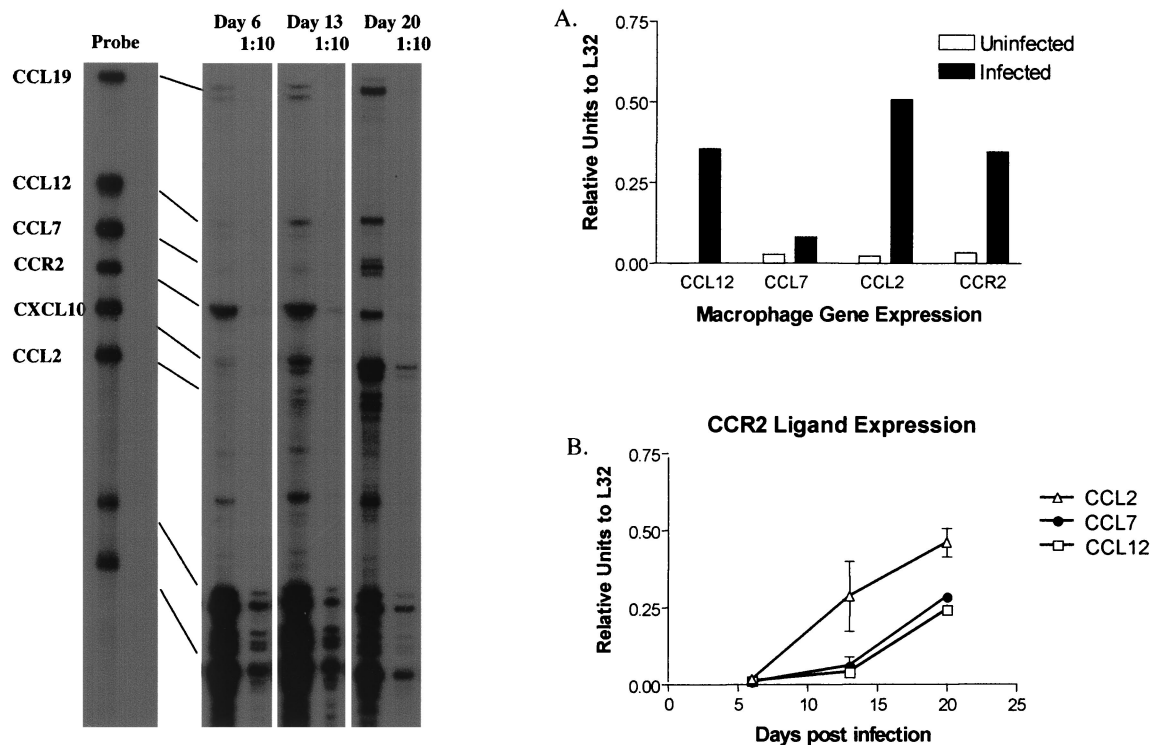 Day 6 Day 13 Day 20
Probe 1:10 1:10 1:10
CCL19
CCL12
CCL7
CCR2
CXCL10
CCL2
A.
Relative Units to L32
0.75
0.50
0.25
0.00
Uninfected
Infected
CCL12 CCL7 CCL2 CCR2
Macrophage Gene Expression
B.
CCR2 Ligand Expression
Relative Units to L32
0.75
0.50
0.25
0.00
0 5 10 15 20 25
Days post infection
CCL2
CCL7
CCL12